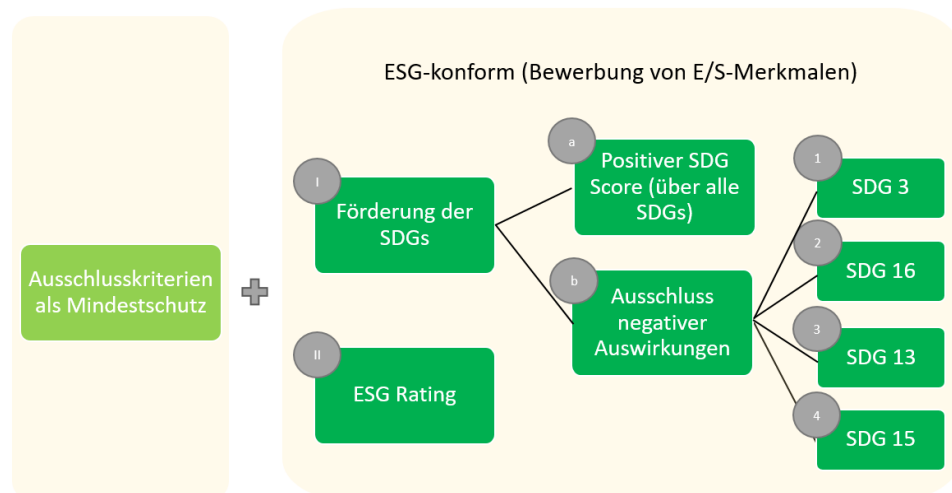 ESG-konform (Bewerbung von E/S-Merkmalen)
Ausschlusskriterien
als Mindestschutz
I
Förderung der
SDGs
a
Positiver SDG
Score (über alle
SDGs)
b
Ausschluss
negativer
Auswirkungen
1
SDG 3
2
SDG 16
3
SDG 13
4
SDG 15
II
ESG Rating